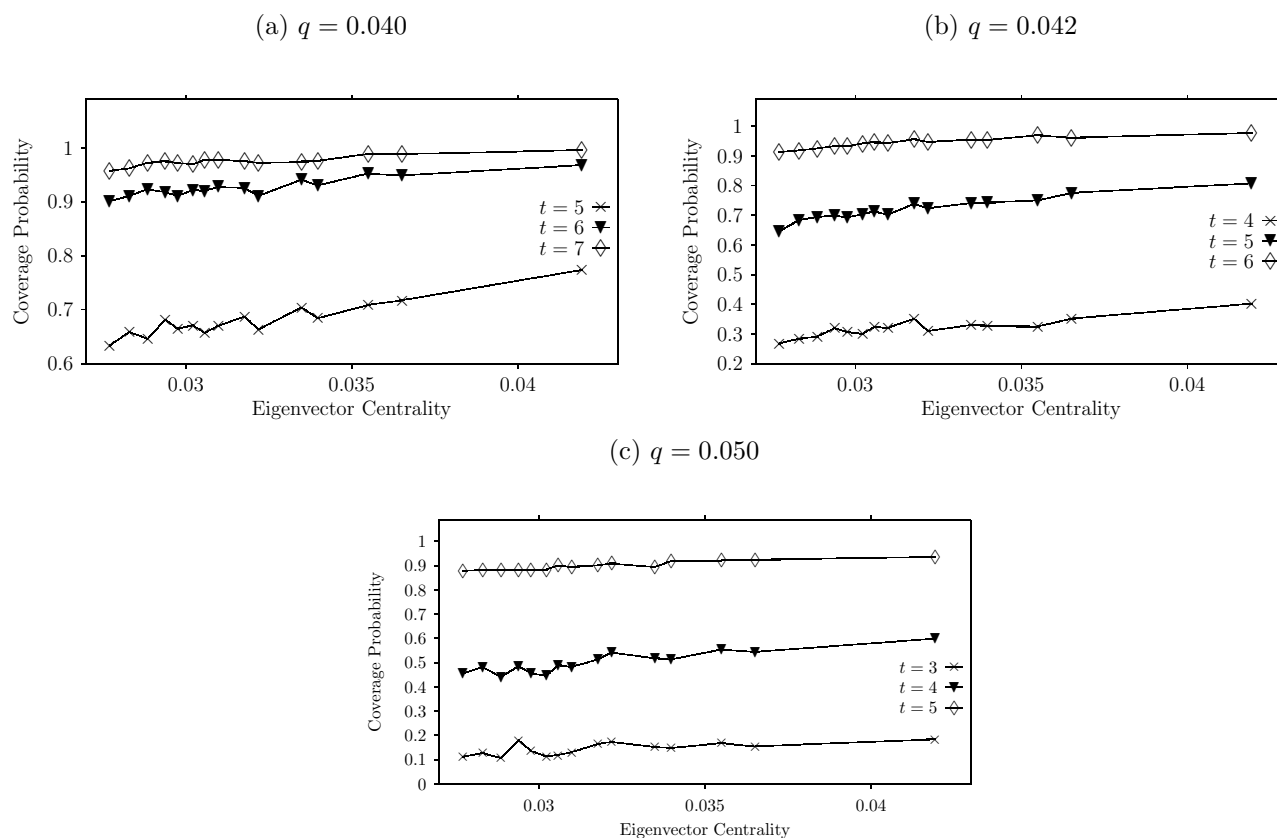 (a) q = 0.040
Coverage Probability
1
0.9
0.8
0.7
0.6
t = 5
t = 6
t = 7
0.03 0.035 0.04
Eigenvector Centrality
(b) q = 0.042
Coverage Probability
1
0.9
0.8
0.7
0.6
0.5
0.4
0.3
0.2
t = 4
t = 5
t = 6
0.03 0.035 0.04
Eigenvector Centrality
(c) q = 0.050
Coverage Probability
1
0.9
0.8
0.7
0.6
0.5
0.4
0.3
0.2
0.1
0
t = 3
t = 4
t = 5
0.03 0.035 0.04
Eigenvector Centrality